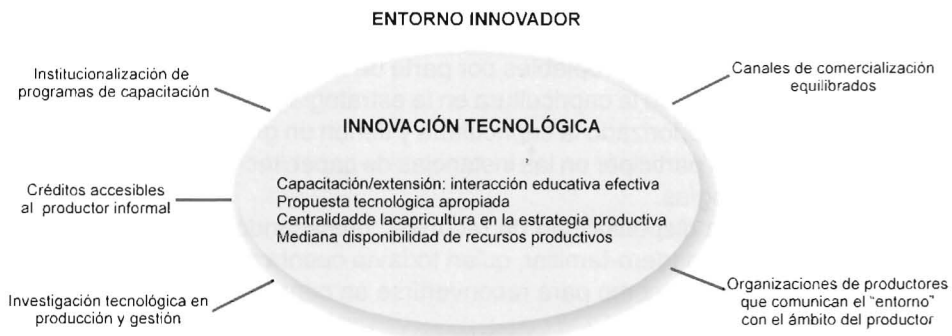 ENTORNO INNOVADOR
Institucionalización de
programas de capacitación
Canales de comercialización
equilibrados
INNOVACIÓN TECNOLÓGICA
Capacitación/extensión: interacción educativa efectiva
Propuesta tecnológica apropiada
Centralidadde lacapricultura en la estrategia productiva
Mediana disponibilidad de recursos productivos
Créditos accesibles
al productor informal
Investigación tecnológica en
producción y gestión
Organizaciones de productores
que comunican el "entorno"
con el ámbito del productor